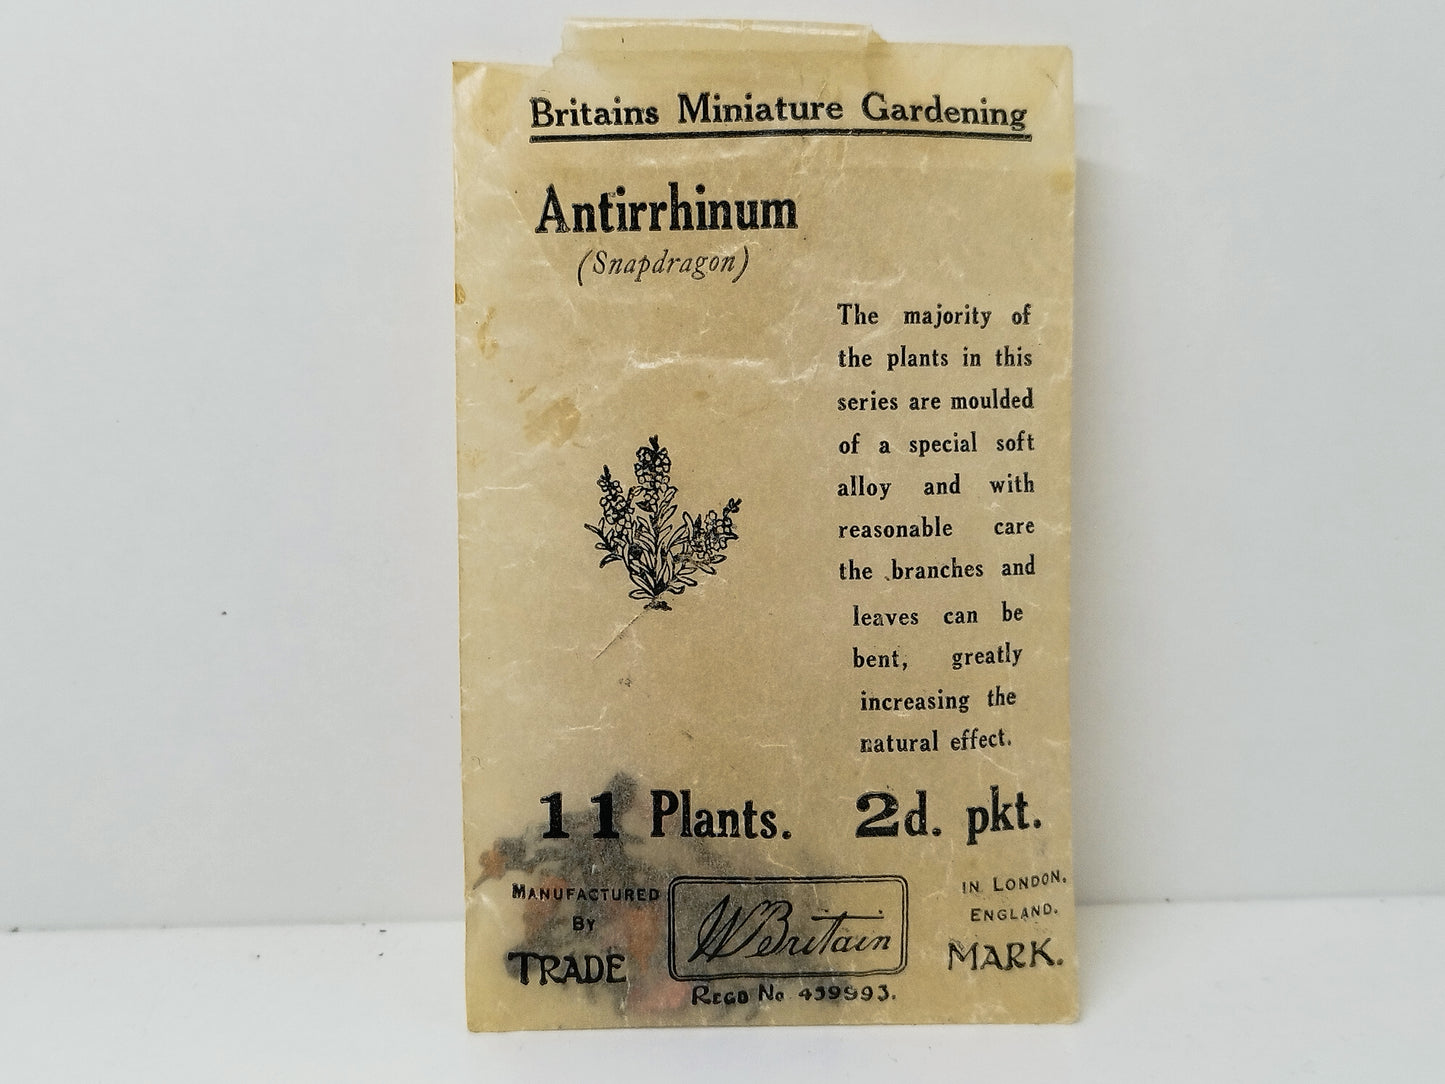 Britains Miniature Gardening
Antirrhinum
(Snapdragon)
The majority of
the plants in this
series are moulded
of a special soft
alloy and with
reasonable care
the branches and
leaves can be
bent, greatly
increasing the
natural effect.
11 Plants. 2d. pkt.
MANUFACTURED
BY
TRADE
W Britain
REGD No 459993.
IN LONDON.
ENGLAND.
MARK.